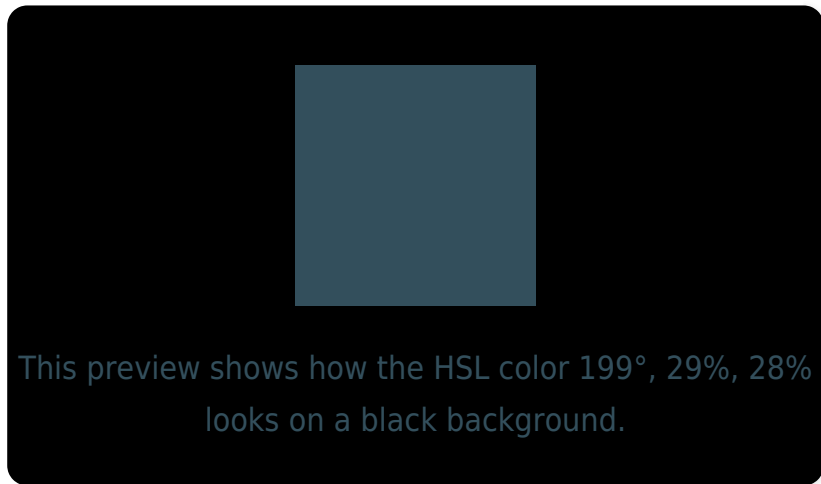 This preview shows how the HSL color 199°, 29%, 28%
looks on a black background.